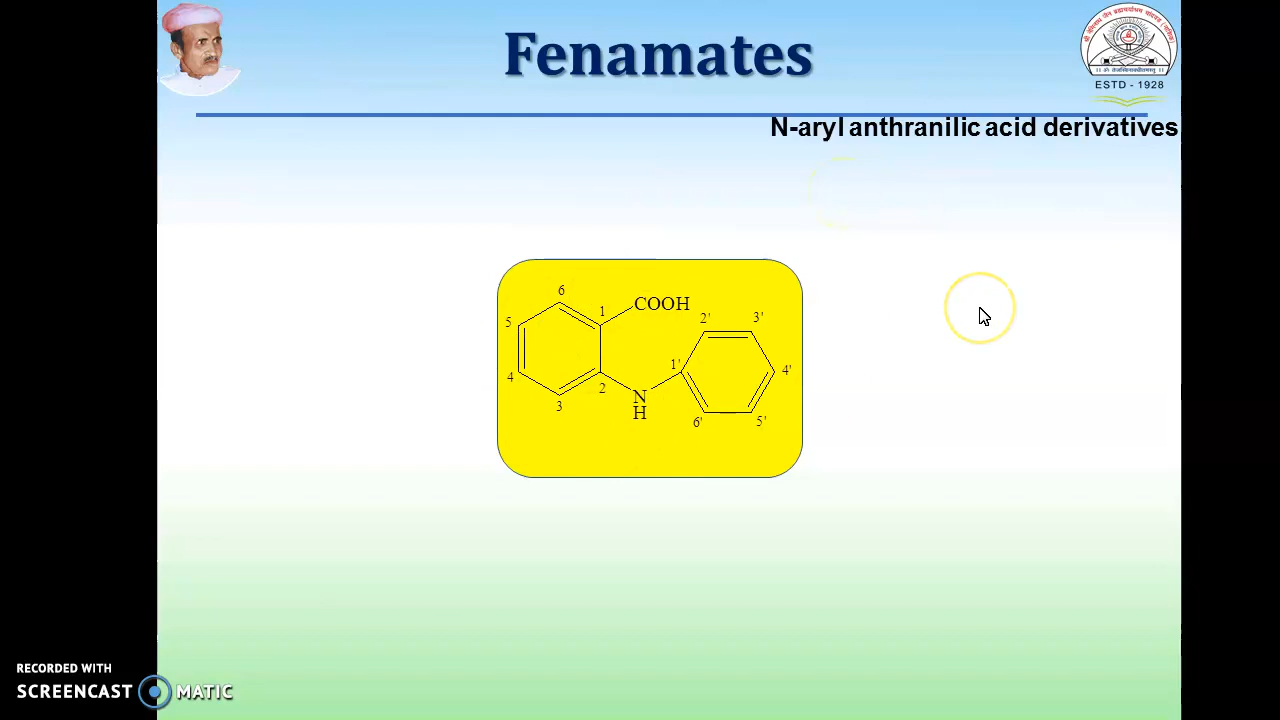 Fenamates
ESTD - 1928
N-aryl anthranilic acid derivatives
6
COOH
1
5
2'
3'
1'
4'
4
2
N
H
3
6'
5'
RECORDED WITH
SCREENCAST MATIC